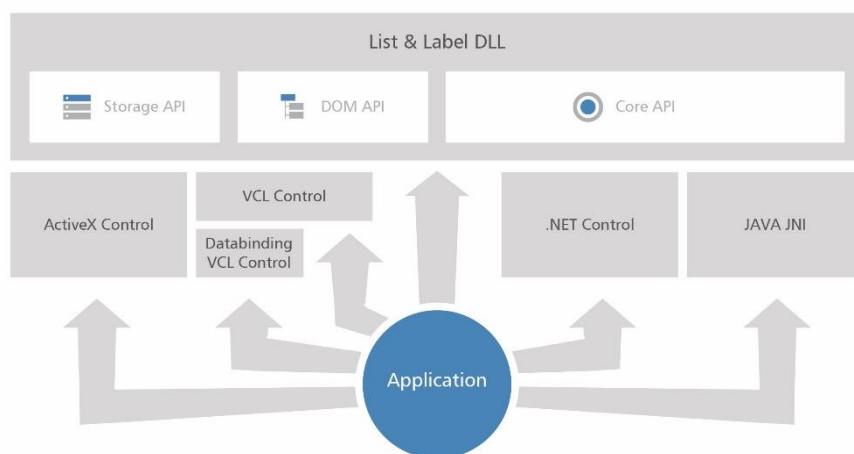 List & Label DLL
Storage API
DOM API
Core API
ActiveX Control
VCL Control
Databinding
VCL Control
.NET Control
JAVA JNI
Application